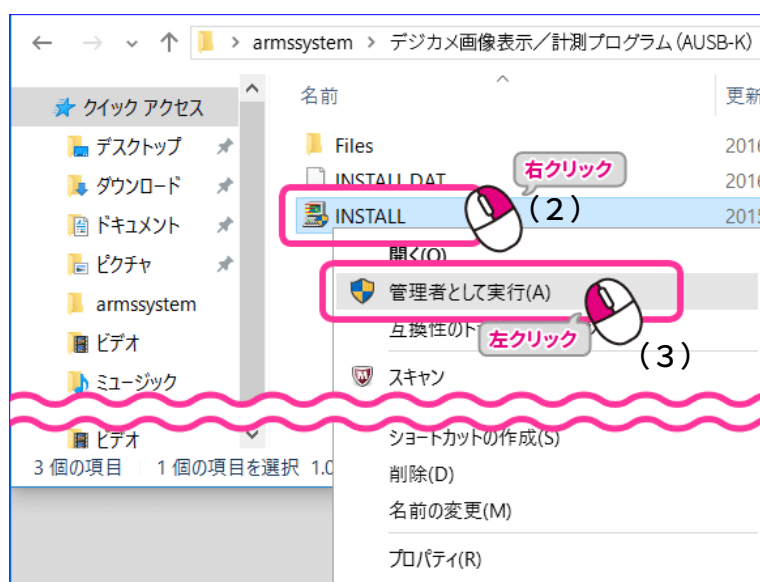 armssystem > デジカメ画像表示／計測プログラム(AUSB-K)
名前
更新
クイック アクセス
デスクトップ
ダウンロード
ドキュメント
ピクチャ
armssystem
ビデオ
ミュージック
ビデオ
Files
2016
INSTALL.DAT
2016
INSTALL
2015
右クリック
(2)
開く(O)
管理者として実行(A)
互換性のト
左クリック
(3)
スキャン
ショートカットの作成(S)
削除(D)
名前の変更(M)
プロパティ(R)
3 個の項目
1 個の項目を選択 1.0